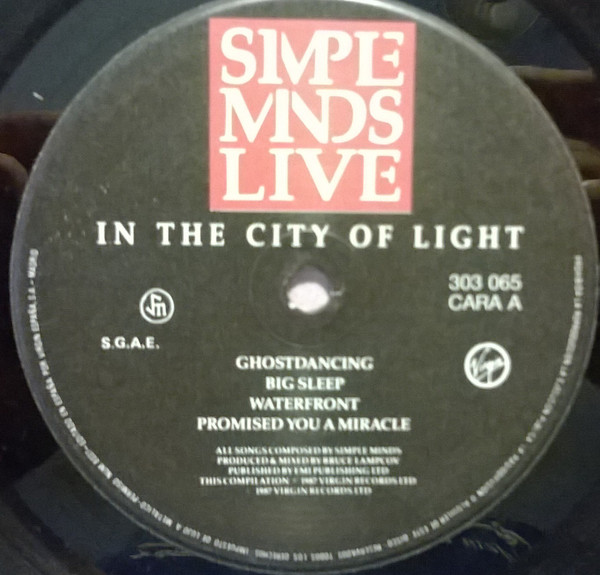 SIMPLE
MINDS
LIVE
IN THE CITY OF LIGHT
303 065
CARA A
S.G.A.E.
Virgin
GHOSTDANCING
BIG SLEEP
WATERFRONT
PROMISED YOU A MIRACLE
ALL SONGS COMPOSED BY SIMPLE MINDS
PRODUCED & MIXED BY BRUCE LAMPCOV
PUBLISHED BY EMI PUBLISHING LTD
THIS COMPILATION 1987 VIRGIN RECORDS LTD
1987 VIRGIN RECORDS LTD